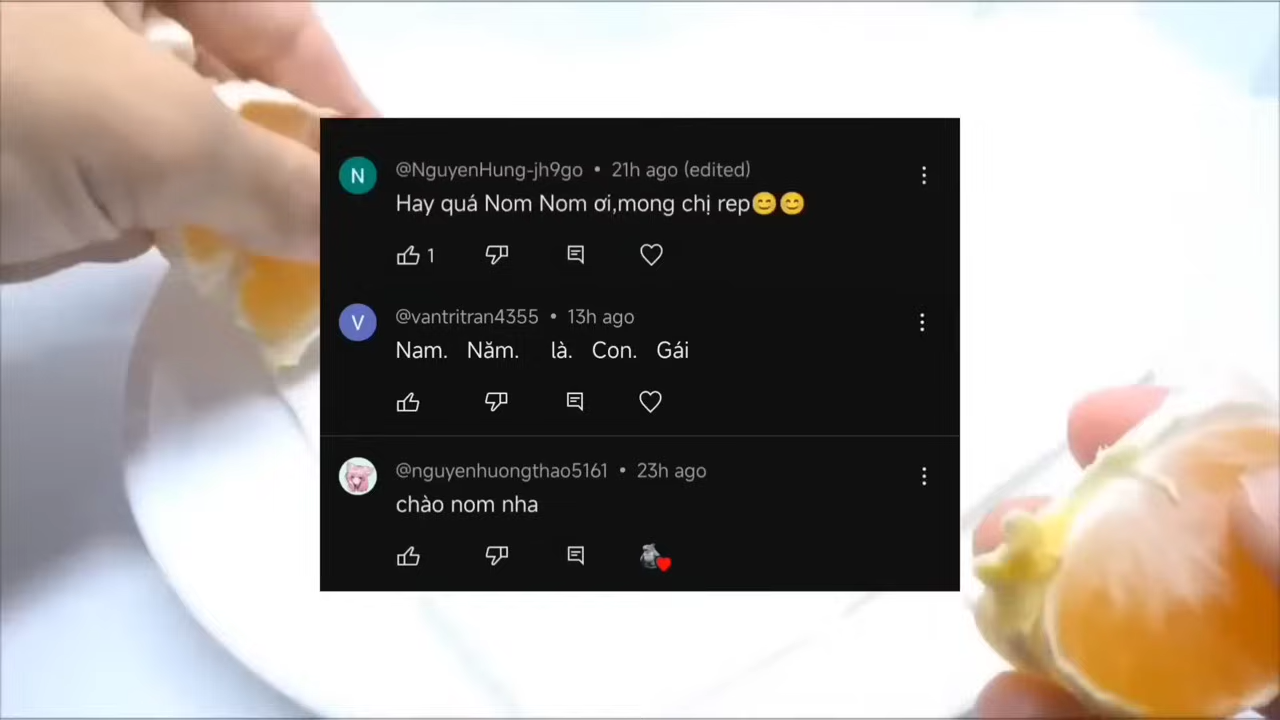 N
@NguyenHung-jh9go • 21h ago (edited)
Hay quá Nom Nom ơi,mong chị rep😊😊
1
V
@vantritran4355 • 13h ago
Nam. Năm. là. Con. Gái
@nguyenhuongthao5161 • 23h ago
chào nom nha